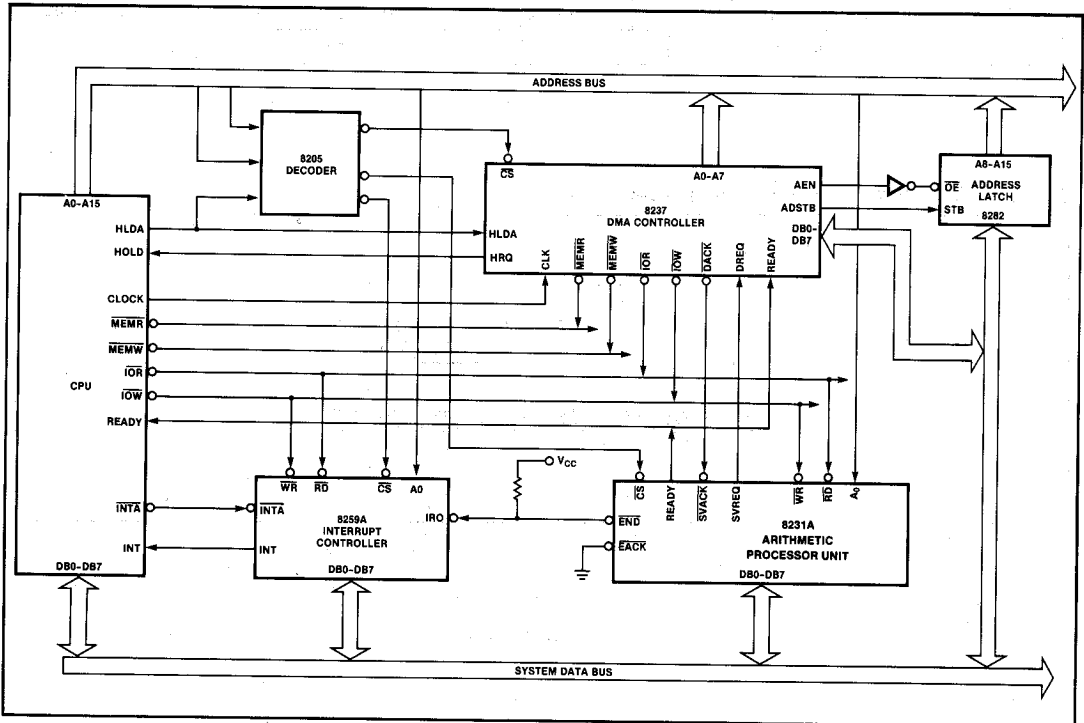 ADDRESS BUS
8205
DECODER
A0-A15
HLDA
HOLD
CLOCK
MEMR
MEMW
IOR
IOW
READY
CPU
INTA
INT
DB0-DB7
CS
A0-A7
8237
DMA CONTROLLER
HLDA
HRQ
CLK
MEMR
MEMW
IOR
IOW
DACK
DREQ
READY
AEN
ADSTB
DB0-
DB7
A8-A15
OE
ADDRESS
LATCH
STB
8282
WR
RD
CS
A0
INTA
8259A
INTERRUPT
CONTROLLER
IRO
INT
DB0-DB7
VCC
CS
READY
SVACK
SVREQ
WR
RD
A0
END
EACK
8231A
ARITHMETIC
PROCESSOR UNIT
DB0-DB7
SYSTEM DATA BUS